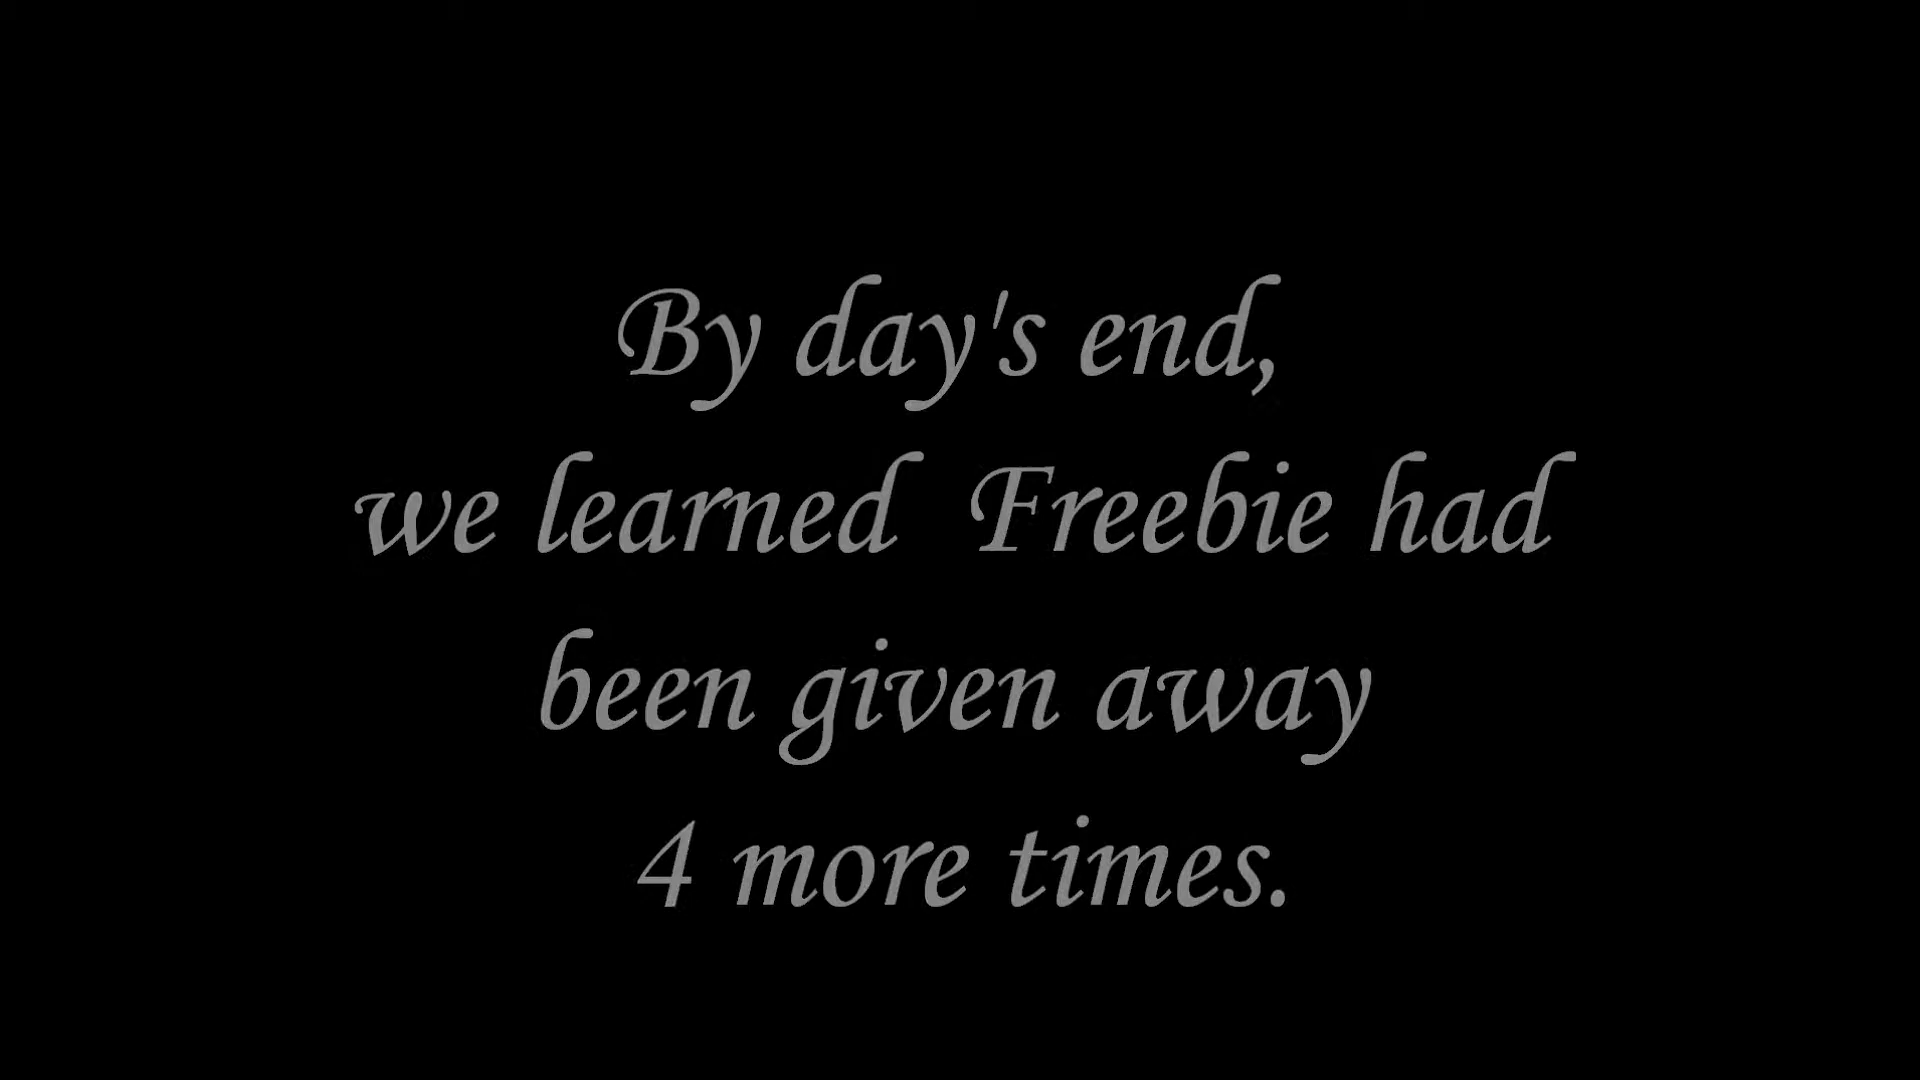 By day's end,
we learned  Freebie had
been given away
4 more times.